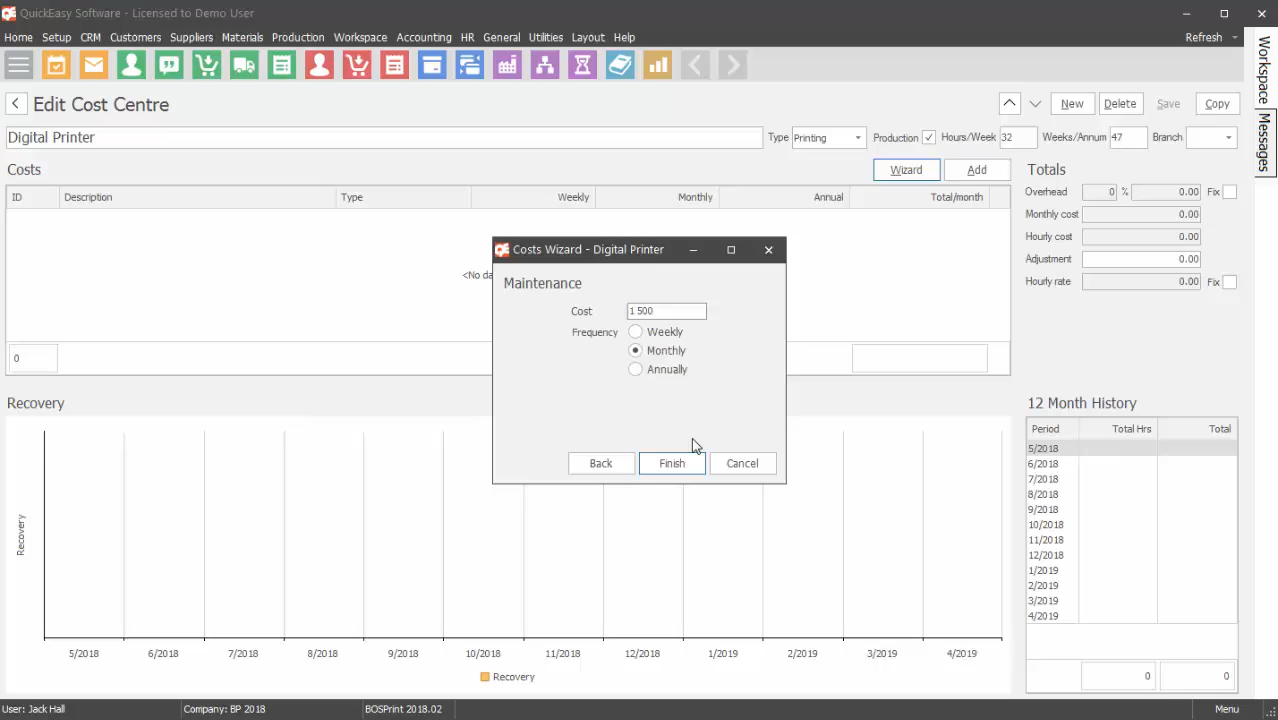 QuickEasy Software - Licensed to Demo User
Home Setup CRM Customers Suppliers Materials Production Workspace Accounting HR General Utilities Layout Help Refresh
Workspace
Messages
Edit Cost Centre
New Delete Save Copy
Digital Printer
Type Printing Production Hours/Week 32 Weeks/Annum 47 Branch
Costs
Wizard Add
Totals
ID Description Type Weekly Monthly Annual Total/month
Overhead 0 % 0.00 Fix
Monthly cost 0.00
Hourly cost 0.00
Adjustment 0.00
Hourly rate 0.00 Fix
<No da
0
Costs Wizard - Digital Printer
Maintenance
Cost 1 500
Frequency Weekly
Monthly
Annually
Back Finish Cancel
Recovery
Recovery
5/2018 6/2018 7/2018 8/2018 9/2018 10/2018 11/2018 12/2018 1/2019 2/2019 3/2019 4/2019
Recovery
12 Month History
Period Total Hrs Total
5/2018
6/2018
7/2018
8/2018
9/2018
10/2018
11/2018
12/2018
1/2019
2/2019
3/2019
4/2019
0 0
User: Jack Hall Company: BP 2018 BOSPrint 2018.02 Menu